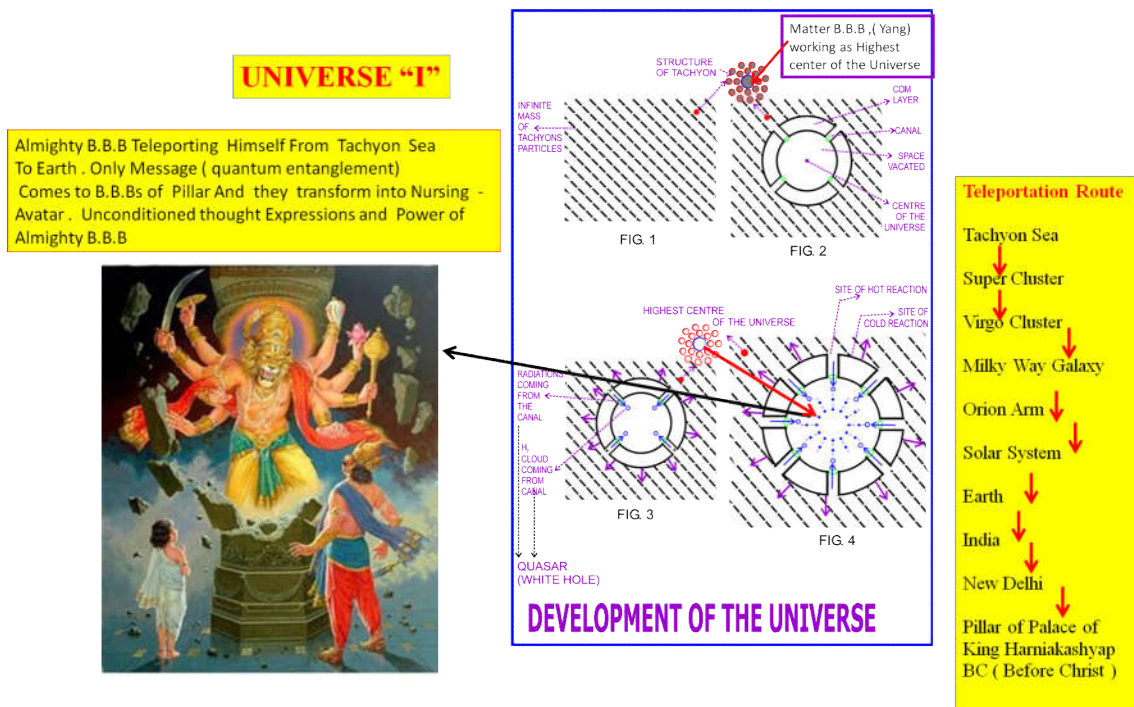 UNIVERSE “I”
Almighty B.B.B Teleporting Himself From Tachyon Sea
To Earth . Only Message ( quantum entanglement)
Comes to B.B.Bs of Pillar And they transform into Nursing -
Avatar . Unconditioned thought Expressions and Power of
Almighty B.B.B
Matter B.B.B ,( Yang)
working as Highest
center of the Universe
STRUCTURE
OF TACHYON
INFINITE
MASS
OF
TACHYONS
PARTICLES
FIG. 1
CDM
LAYER
CANAL
SPACE
VACATED
CENTRE
OF THE
UNIVERSE
FIG. 2
HIGHEST CENTRE
OF THE UNIVERSE
RADIATIONS
COMING
FROM
THE
CANAL
H2
CLOUD
COMING
FROM
CANAL
FIG. 3
QUASAR
(WHITE HOLE)
SITE OF HOT REACTION
SITE OF
COLD REACTION
FIG. 4
DEVELOPMENT OF THE UNIVERSE
Teleportation Route
Tachyon Sea
Super Cluster
Virgo Cluster
Milky Way Galaxy
Orion Arm
Solar System
Earth
India
New Delhi
Pillar of Palace of
King Harniakashyap
BC ( Before Christ )